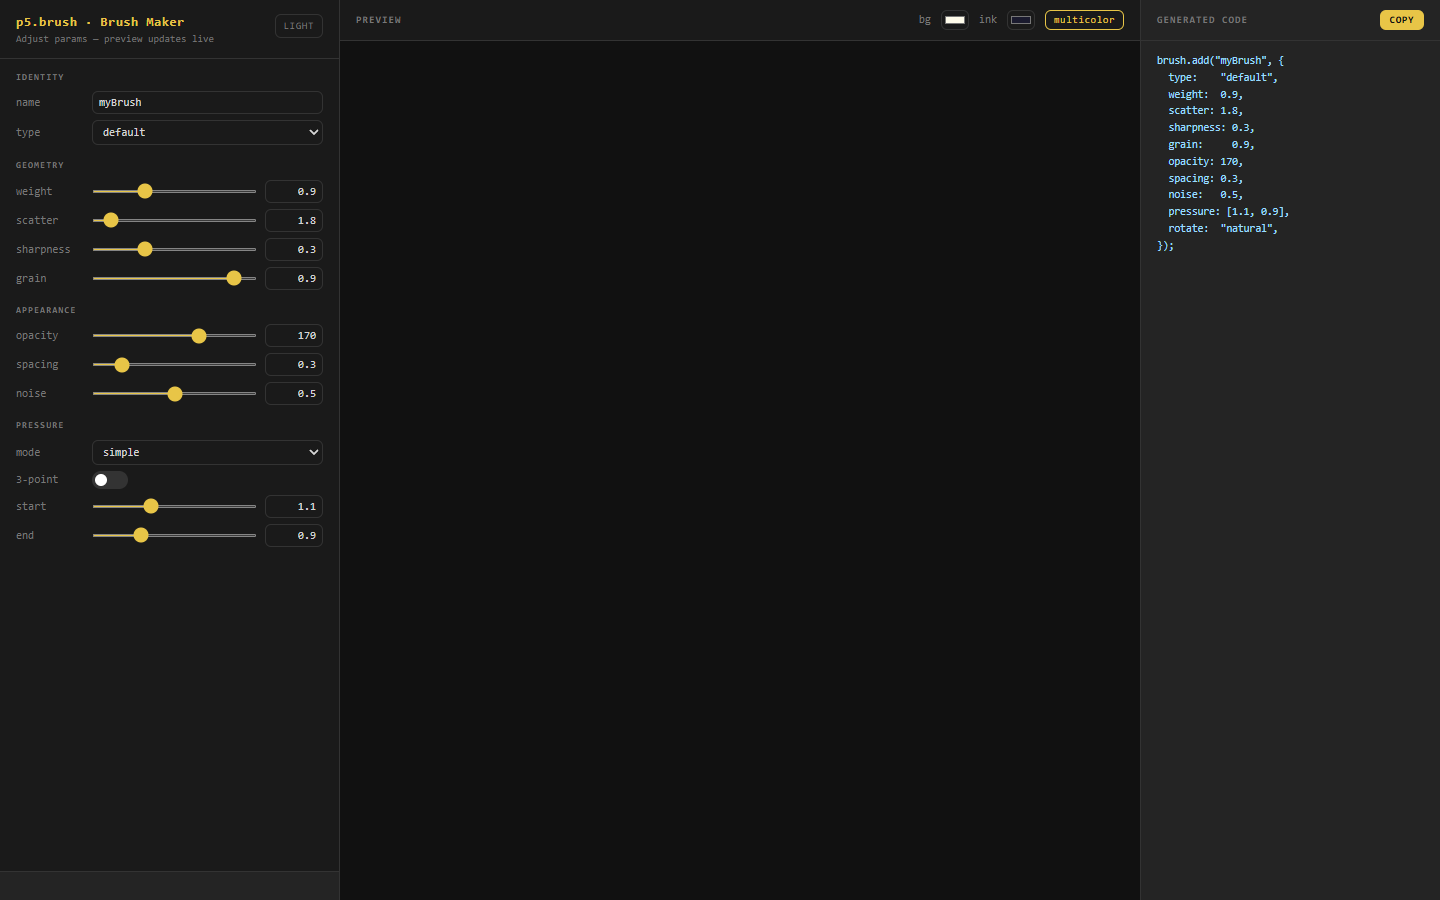 p5.brush · Brush Maker
Adjust params — preview updates live
LIGHT
IDENTITY
name myBrush
type default
GEOMETRY
weight 0.9
scatter 1.8
sharpness 0.3
grain 0.9
APPEARANCE
opacity 170
spacing 0.3
noise 0.5
PRESSURE
mode simple
3-point
start 1.1
end 0.9
PREVIEW
bg ink multicolor
GENERATED CODE
COPY
brush.add("myBrush", {
  type:    "default",
  weight:  0.9,
  scatter: 1.8,
  sharpness: 0.3,
  grain:     0.9,
  opacity: 170,
  spacing: 0.3,
  noise:   0.5,
  pressure: [1.1, 0.9],
  rotate:  "natural",
});